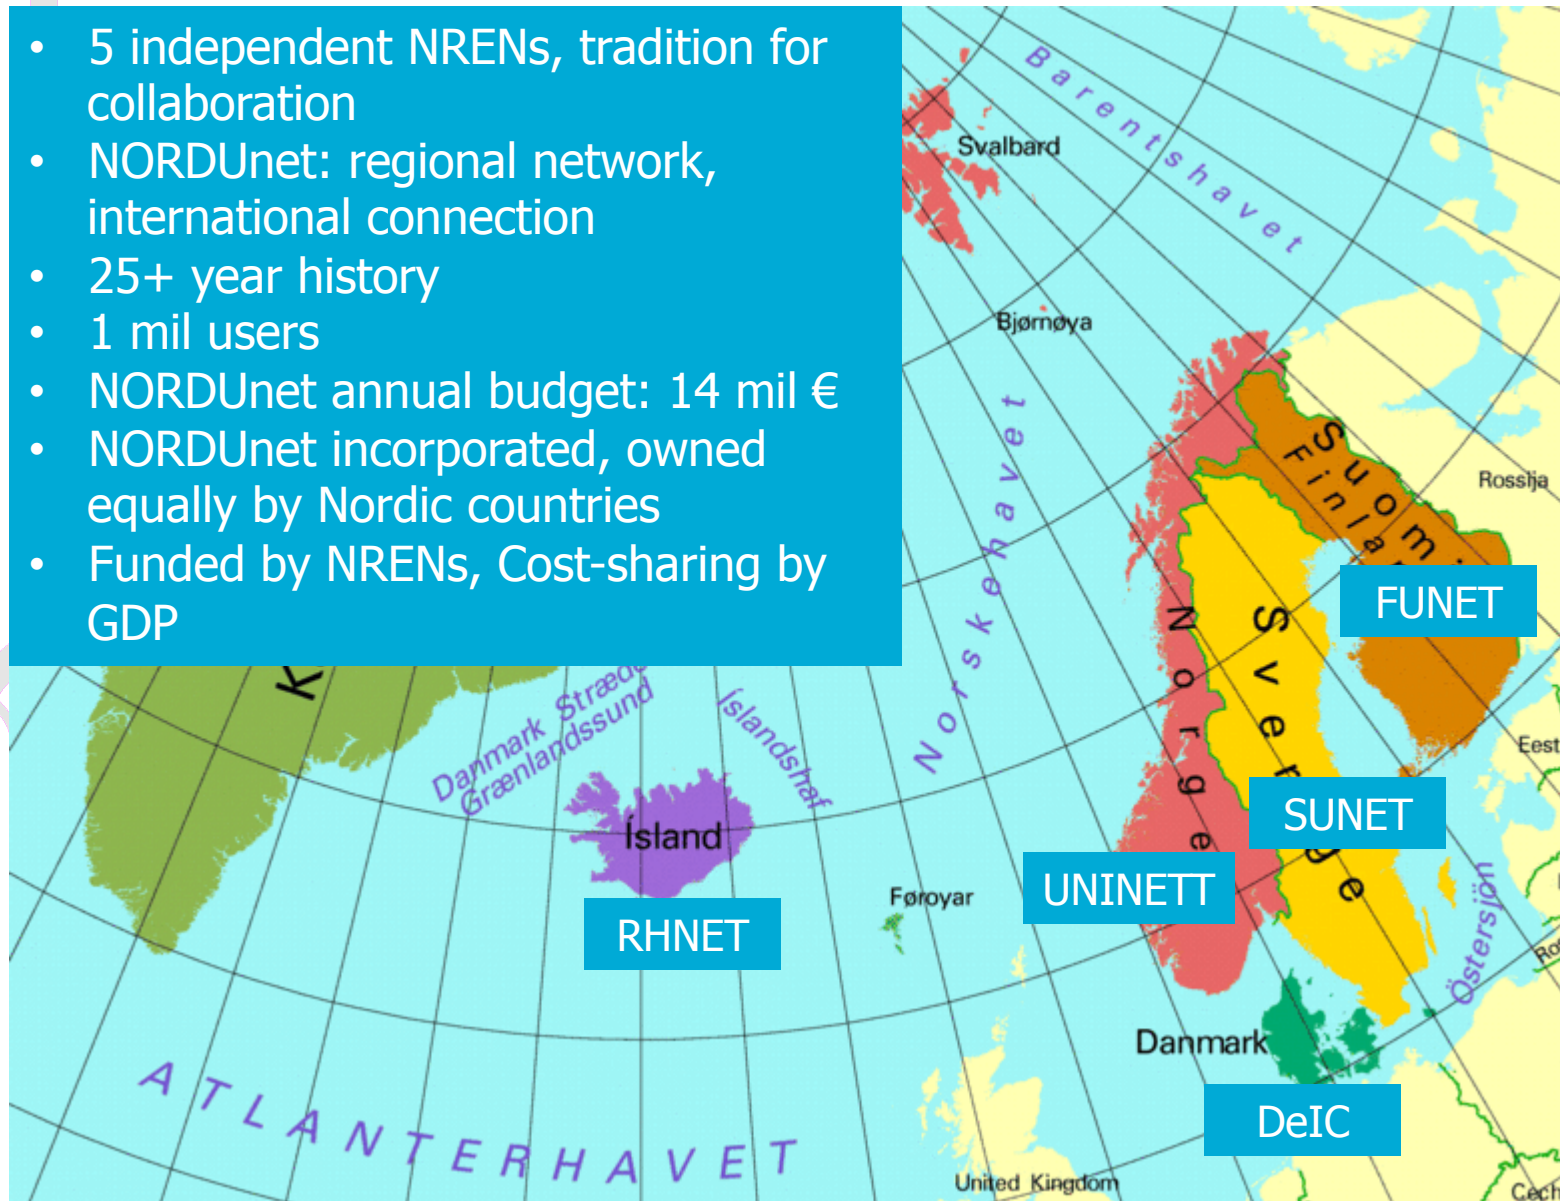 • 5 independent NRENs, tradition for
collaboration
• NORDUnet: regional network,
international connection
• 25+ year history
• 1 mil users
• NORDUnet annual budget: 14 mil €
• NORDUnet incorporated, owned
equally by Nordic countries
• Funded by NRENs, Cost-sharing by
GDP
Barentshavet
Svalbard
Bjørnøya
Norskehavet
Suomi
Finla
Rossija
FUNET
Norge
Sverige
K
Danmark Stræde
Grænlandssund
Íslandshaf
Eest
SUNET
Ísland
UNINETT
Føroyar
RHNET
Östersjön
Danmark
DeIC
ATLANTERHAVET
United Kingdom